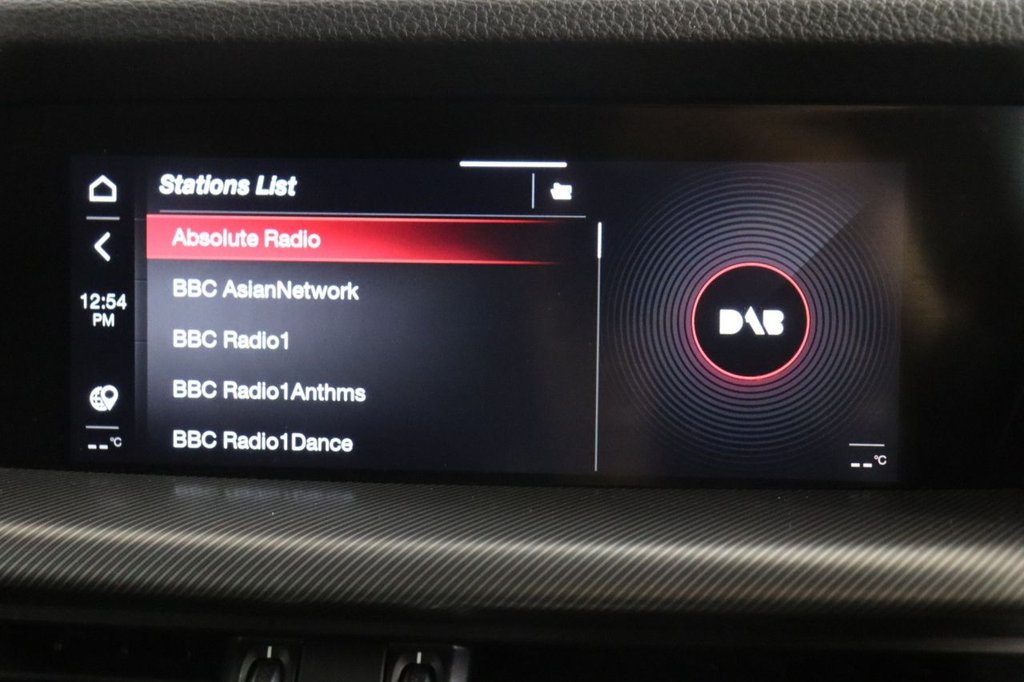 Stations List
Absolute Radio
BBC AsianNetwork
12:54
PM
BBC Radio1
BBC Radio1Anthms
BBC Radio1Dance
DAB
--°C
--°C